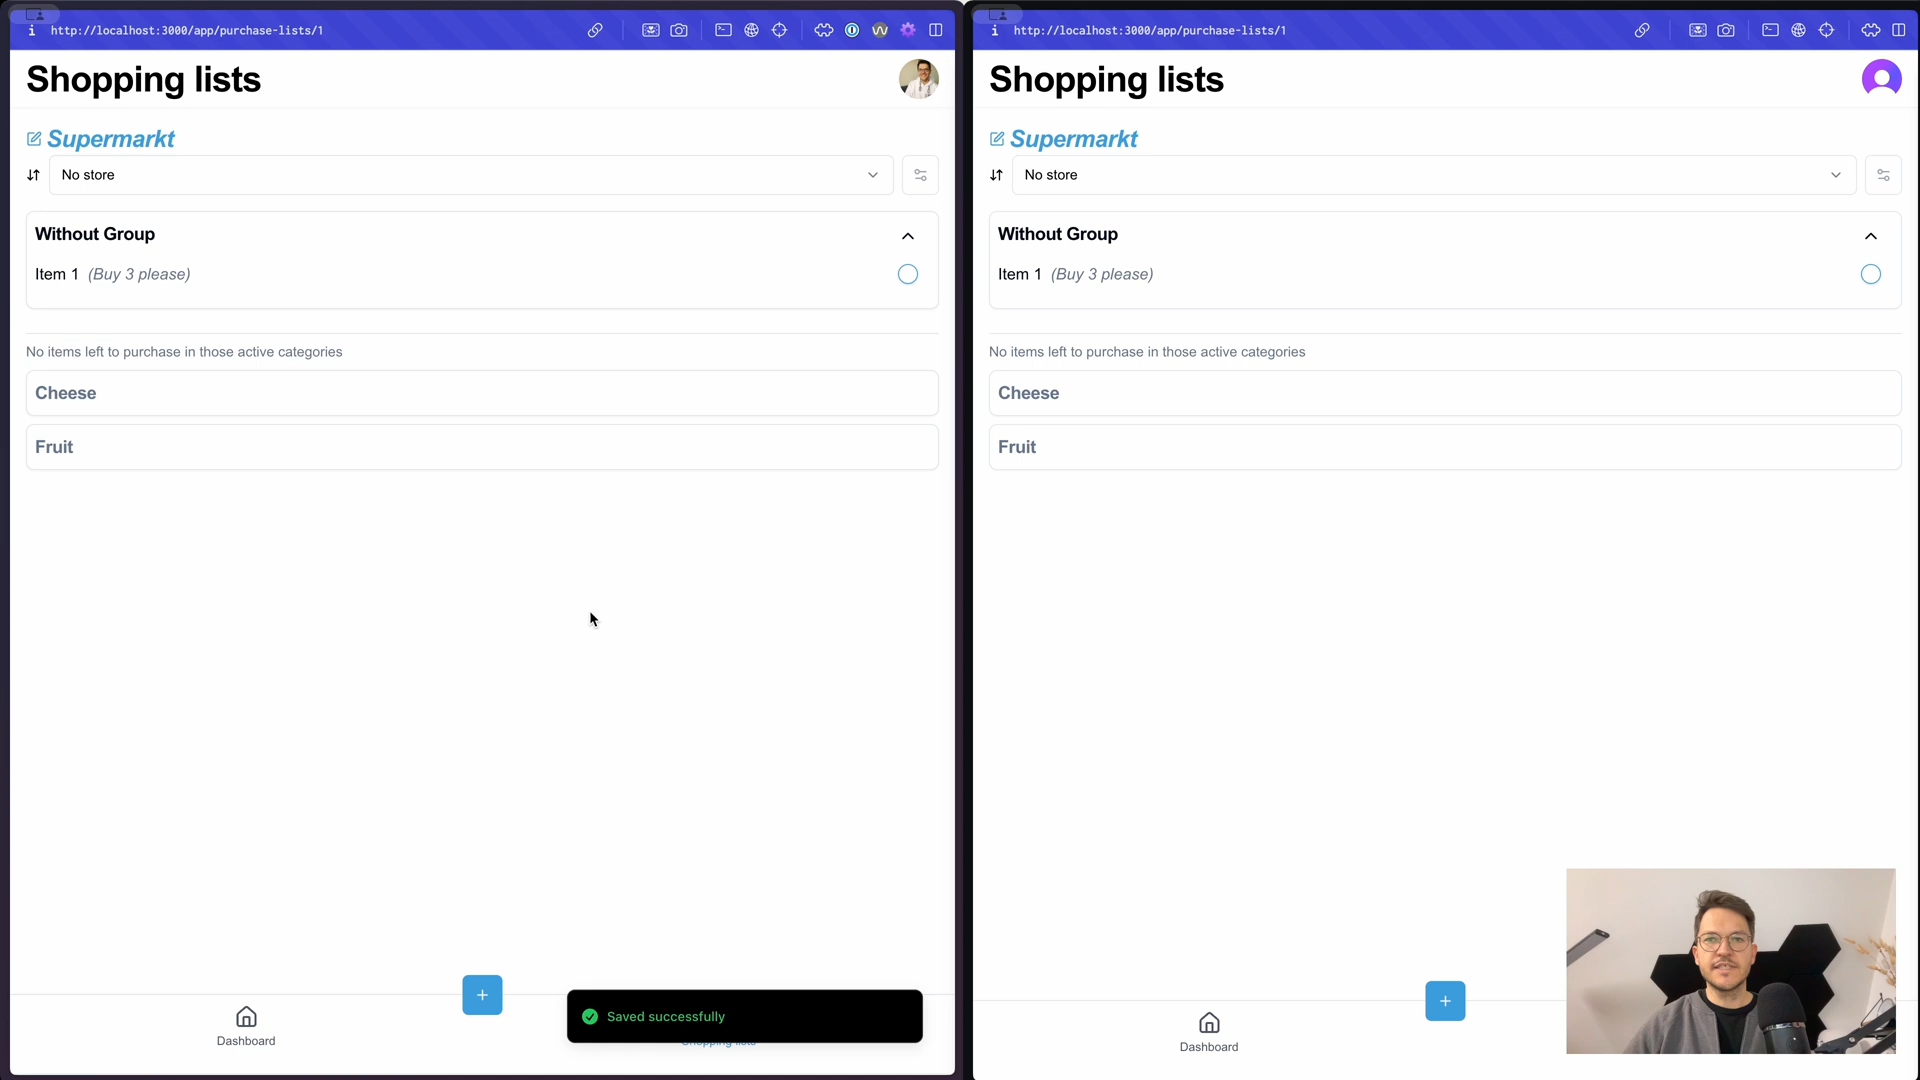 http://localhost:3000/app/purchase-lists/1
Shopping lists
Supermarkt
No store
Without Group
Item 1 (Buy 3 please)
No items left to purchase in those active categories
Cheese
Fruit
Dashboard
Saved successfully
Shopping lists
http://localhost:3000/app/purchase-lists/1
Shopping lists
Supermarkt
No store
Without Group
Item 1 (Buy 3 please)
No items left to purchase in those active categories
Cheese
Fruit
Dashboard